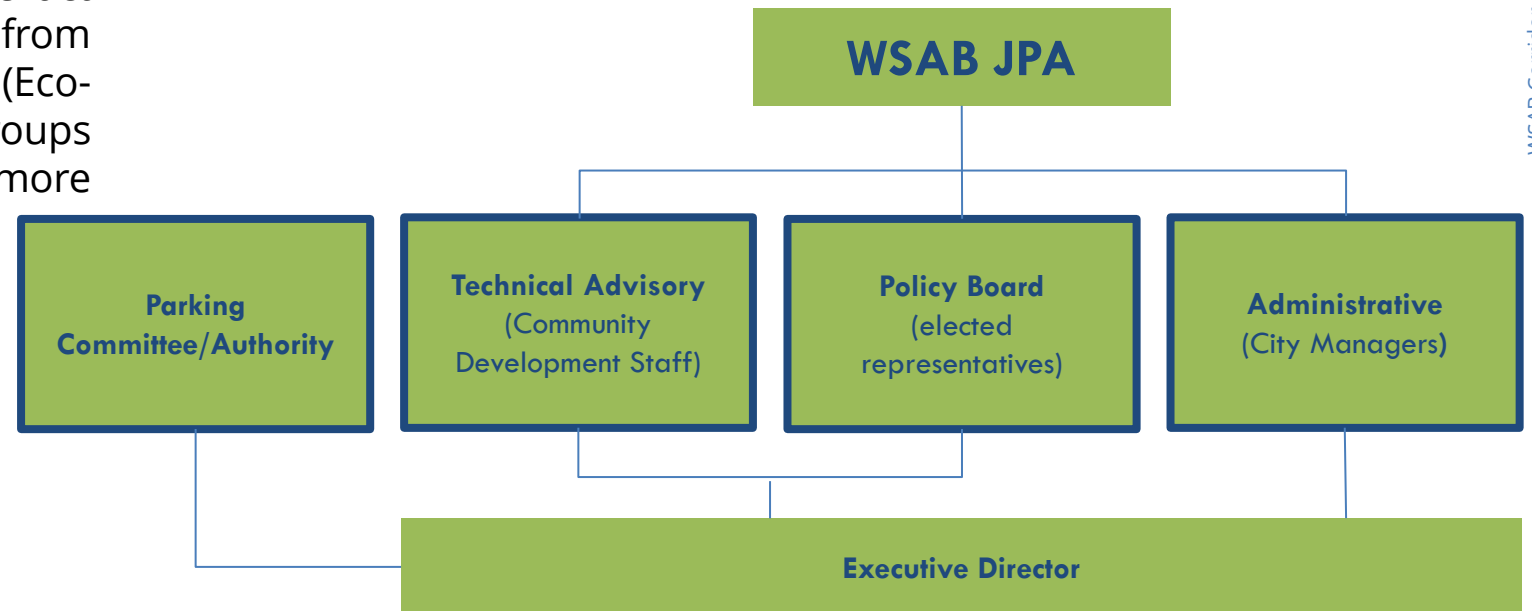 from
(Eco-
roups
more
WSAB JPA
Parking
Committee/Authority
Technical Advisory
(Community
Development Staff)
Policy Board
(elected
representatives)
Administrative
(City Managers)
Executive Director